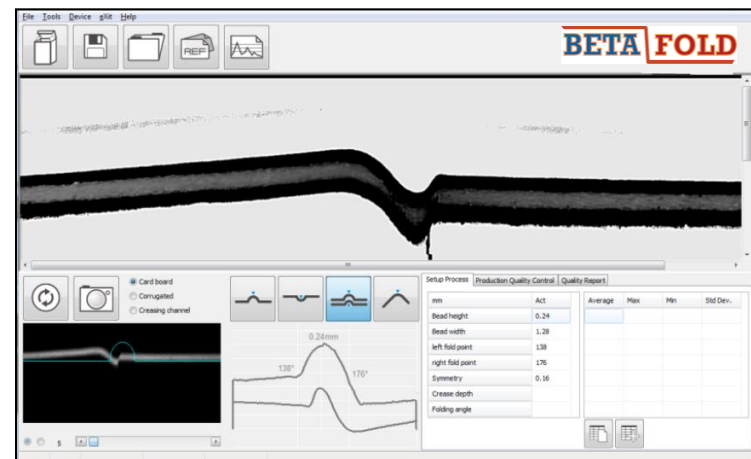 File Tools Device eXit Help
REF
BETA FOLD
Card board
Corrugated
Creasing channel
s
0.24mm
138°
176°
Setup Process Production Quality Control Quality Report
mm Act
Bead height 0.24
Bead width 1.28
left fold point 138
right fold point 176
Symmetry 0.16
Crease depth
Folding angle
Average Max Min Std Dev.